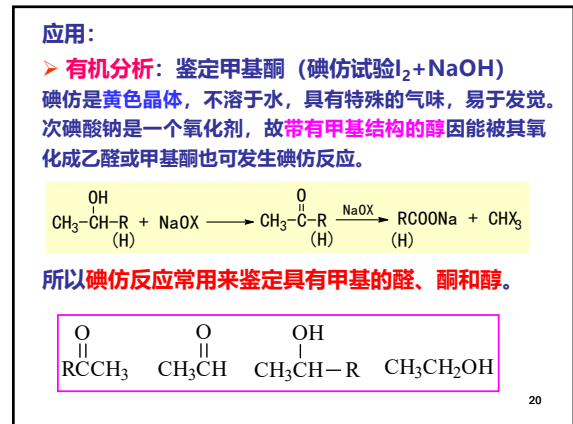 应用：
➢ 有机分析：鉴定甲基酮（碘仿试验I₂+NaOH）
碘仿是黄色晶体，不溶于水，具有特殊的气味，易于发觉。
次碘酸钠是一个氧化剂，故带有甲基结构的醇因能被其氧
化成乙醛或甲基酮也可发生碘仿反应。
OH O
CH₃-CH-R + NaOX ⟶ CH₃-C-R NaOX ⟶ RCOONa + CHX₃
(H) (H) (H)
所以碘仿反应常用来鉴定具有甲基的醛、酮和醇。
O O OH
RCCH₃ CH₃CH CH₃CH－R CH₃CH₂OH
20